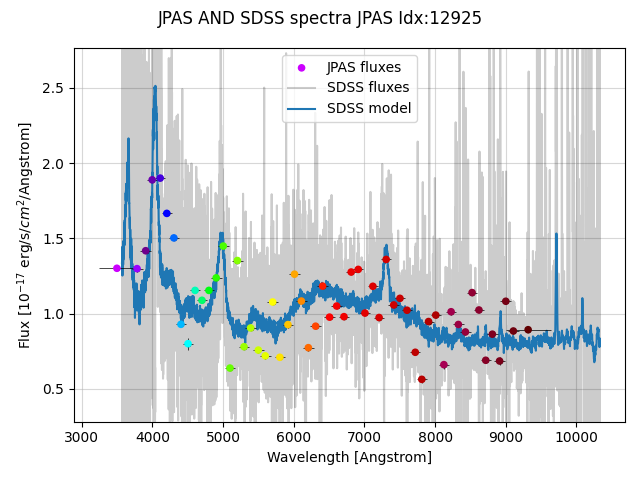 JPAS AND SDSS spectra JPAS Idx:12925
JPAS fluxes
SDSS fluxes
SDSS model
Flux [10⁻¹⁷ erg/s/cm²/Angstrom]
2.5
2.0
1.5
1.0
0.5
3000 4000 5000 6000 7000 8000 9000 10000
Wavelength [Angstrom]